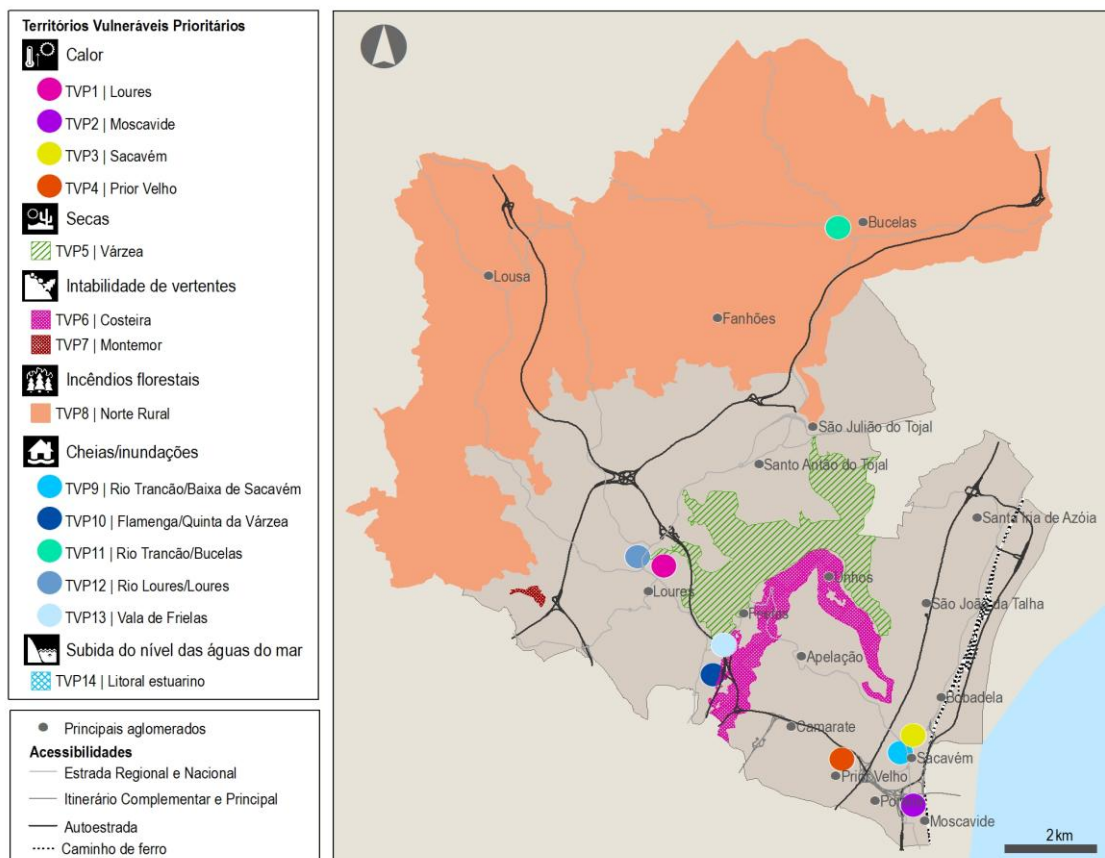 Territórios Vulneráveis Prioritários
Calor
TVP1 | Loures
TVP2 | Moscavide
TVP3 | Sacavém
TVP4 | Prior Velho
Secas
TVP5 | Várzea
Intabilidade de vertentes
TVP6 | Costeira
TVP7 | Montemor
Incêndios florestais
TVP8 | Norte Rural
Cheias/inundações
TVP9 | Rio Trancão/Baixa de Sacavém
TVP10 | Flamenga/Quinta da Várzea
TVP11 | Rio Trancão/Bucelas
TVP12 | Rio Loures/Loures
TVP13 | Vala de Frielas
Subida do nível das águas do mar
TVP14 | Litoral estuarino
Principais aglomerados
Acessibilidades
Estrada Regional e Nacional
Itinerário Complementar e Principal
Autoestrada
Caminho de ferro
Bucelas
Lousa
Fanhões
São Julião do Tojal
Santo Antão do Tojal
Santa Iria de Azóia
Unhos
Loures
São João da Talha
Frielas
Apelação
Bobadela
Camarate
Sacavém
Prior Velho
Moscavide
2 km